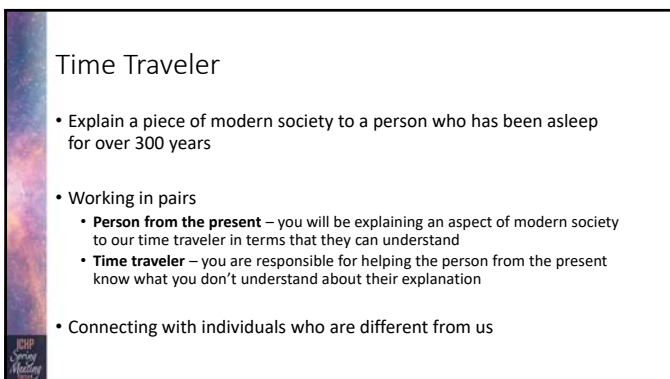 Time Traveler
• Explain a piece of modern society to a person who has been asleep
for over 300 years
• Working in pairs
• Person from the present – you will be explaining an aspect of modern society
to our time traveler in terms that they can understand
• Time traveler – you are responsible for helping the person from the present
know what you don't understand about their explanation
• Connecting with individuals who are different from us
Spring
Meeting